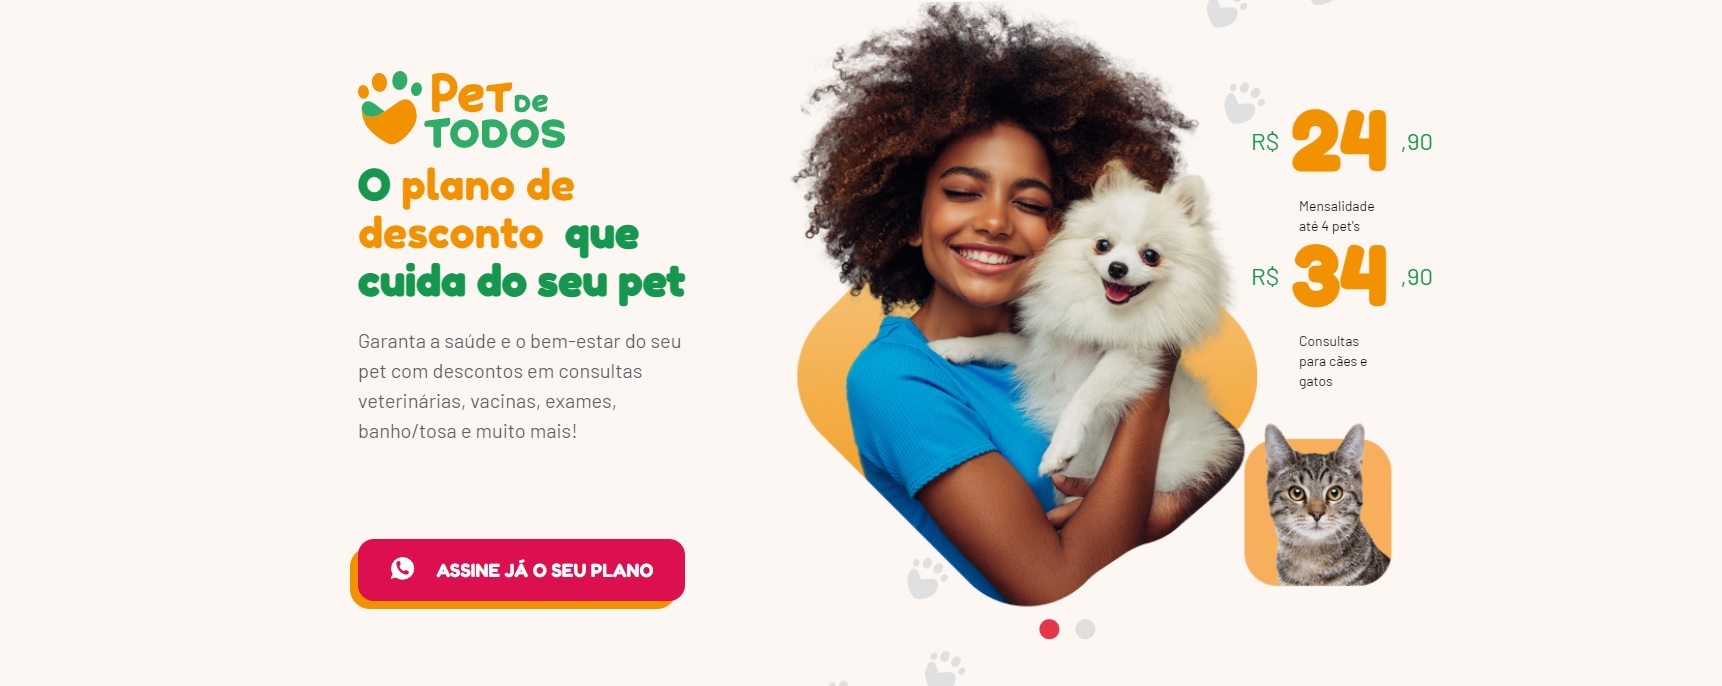 Pet de
Todos
O plano de
desconto que
cuida do seu pet
Garanta a saúde e o bem-estar do seu
pet com descontos em consultas
veterinárias, vacinas, exames,
banho/tosa e muito mais!
ASSINE JÁ O SEU PLANO
R$ 24 ,90
Mensalidade
até 4 pet's
R$ 34 ,90
Consultas
para cães e
gatos